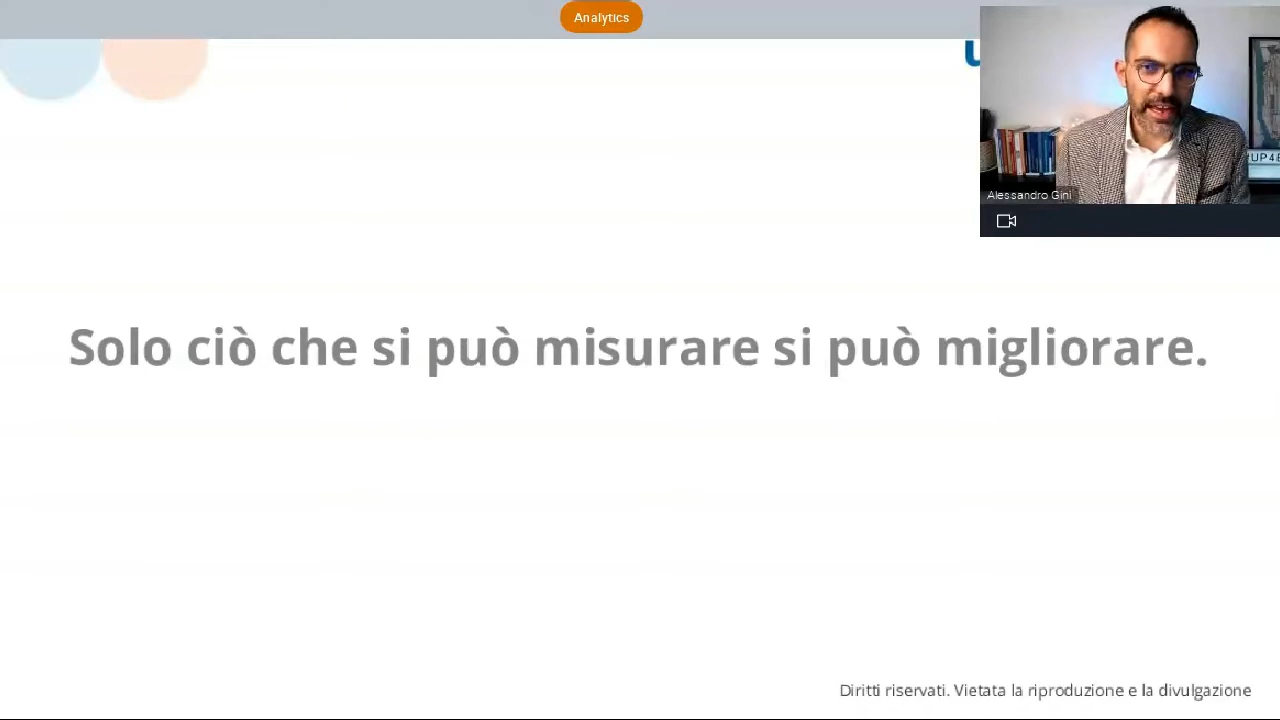 Analytics
Alessandro Gini
Solo ciò che si può misurare si può migliorare.
Diritti riservati. Vietata la riproduzione e la divulgazione